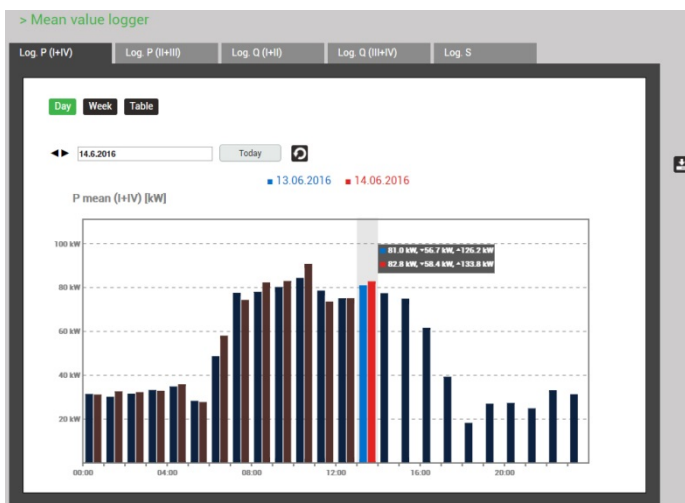 > Mean value logger
Log. P (I+IV) Log. P (II+III) Log. Q (I+II) Log. Q (III+IV) Log. S
Day Week Table
14.6.2016 Today
13.06.2016 14.06.2016
P mean (I+IV) [kW]
100 kW
81.0 kW, 56.7 kW, 126.2 kW
82.8 kW, 58.4 kW, 133.8 kW
80 kW
60 kW
40 kW
20 kW
00:00 04:00 08:00 12:00 16:00 20:00